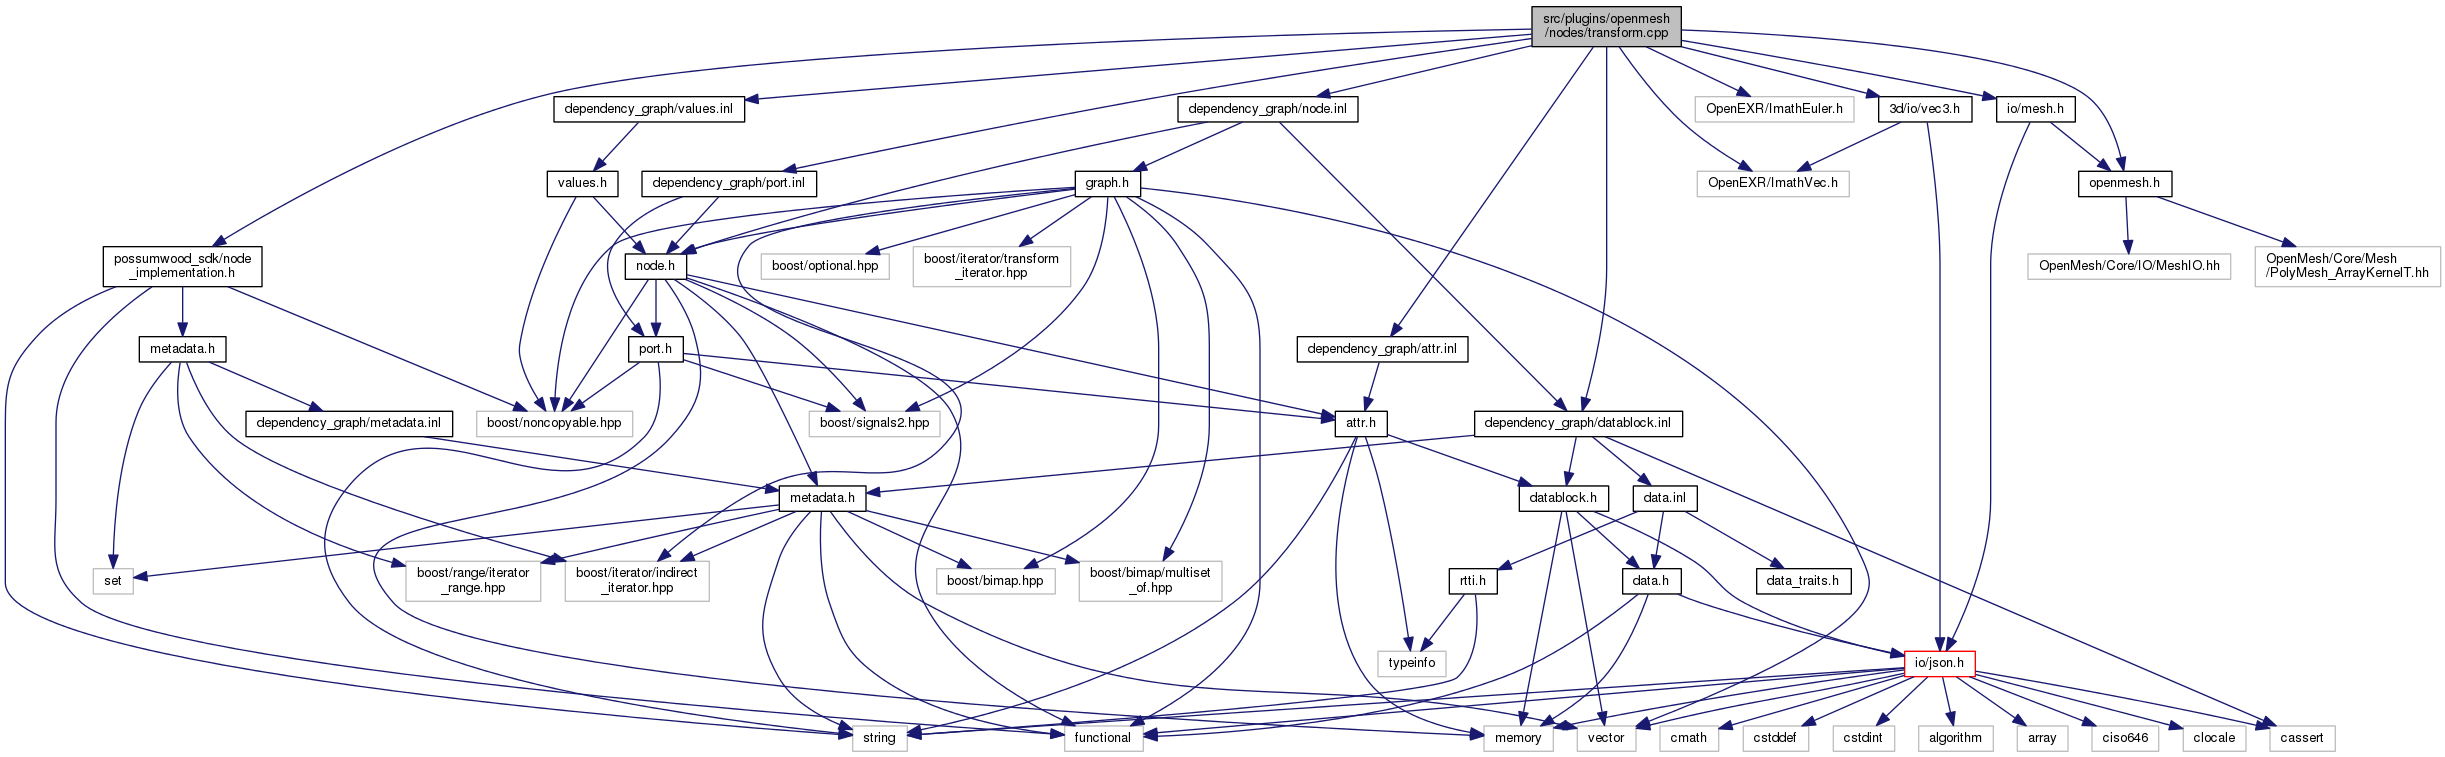 src/plugins/openmesh
/nodes/transform.cpp
dependency_graph/values.inl
dependency_graph/node.inl
OpenEXR/ImathEuler.h
3d/io/vec3.h
io/mesh.h
values.h
dependency_graph/port.inl
graph.h
OpenEXR/ImathVec.h
openmesh.h
possumwood_sdk/node
_implementation.h
node.h
boost/optional.hpp
boost/iterator/transform
_iterator.hpp
OpenMesh/Core/IO/MeshIO.hh
OpenMesh/Core/Mesh
/PolyMesh_ArrayKernelT.hh
metadata.h
port.h
dependency_graph/attr.inl
dependency_graph/metadata.inl
boost/noncopyable.hpp
boost/signals2.hpp
attr.h
dependency_graph/datablock.inl
metadata.h
datablock.h
data.inl
set
boost/range/iterator
_range.hpp
boost/iterator/indirect
_iterator.hpp
boost/bimap.hpp
boost/bimap/multiset
_of.hpp
rtti.h
data.h
data_traits.h
typeinfo
io/json.h
string
functional
memory
vector
cmath
cstddef
cstdint
algorithm
array
ciso646
clocale
cassert